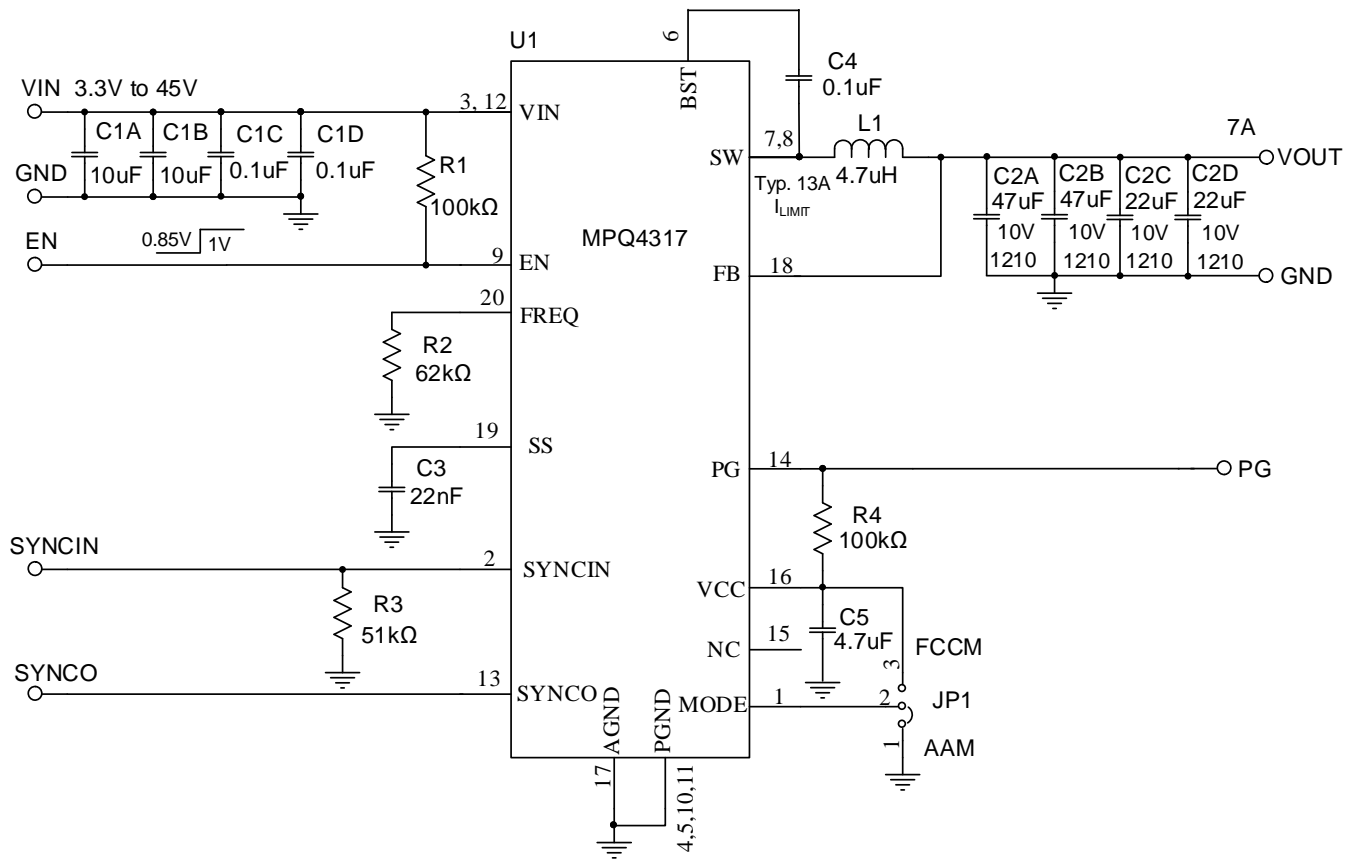 U1
VIN 3.3V to 45V
3, 12
VIN
C1A
10uF
C1B
10uF
C1C
0.1uF
C1D
0.1uF
GND
R1
100kΩ
EN
0.85V
1V
9
EN
20
FREQ
R2
62kΩ
19
SS
C3
22nF
SYNCIN
2
SYNCIN
R3
51kΩ
SYNCO
13
SYNCO
MPQ4317
AGND
17
PGND
4,5,10,11
6
BST
C4
0.1uF
SW
7,8
Typ. 13A
ILIMIT
L1
4.7uH
7A
VOUT
C2A
47uF
10V
1210
C2B
47uF
10V
1210
C2C
22uF
10V
1210
C2D
22uF
10V
1210
GND
FB
18
PG
14
PG
R4
100kΩ
VCC
16
C5
4.7uF
NC
15
FCCM
3
MODE
1
2
JP1
1
AAM